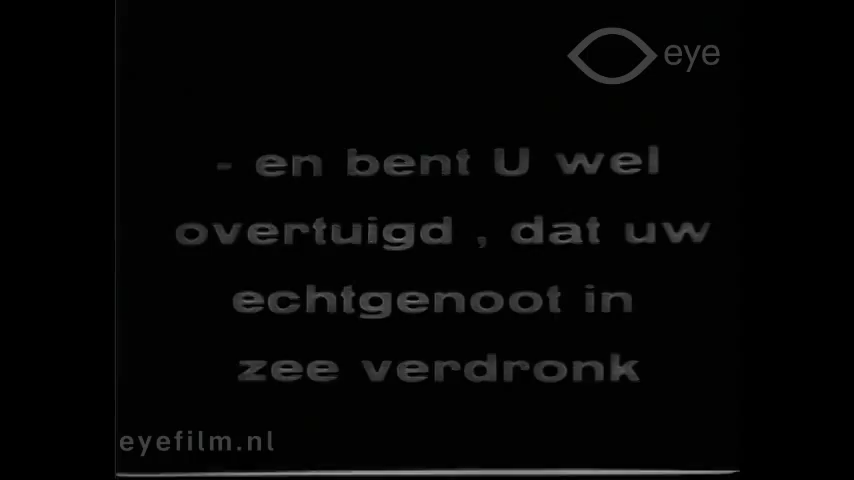 eye
- en bent U wel
overtuigd , dat uw
echtgenoot in
zee verdronk
eyefilm.nl